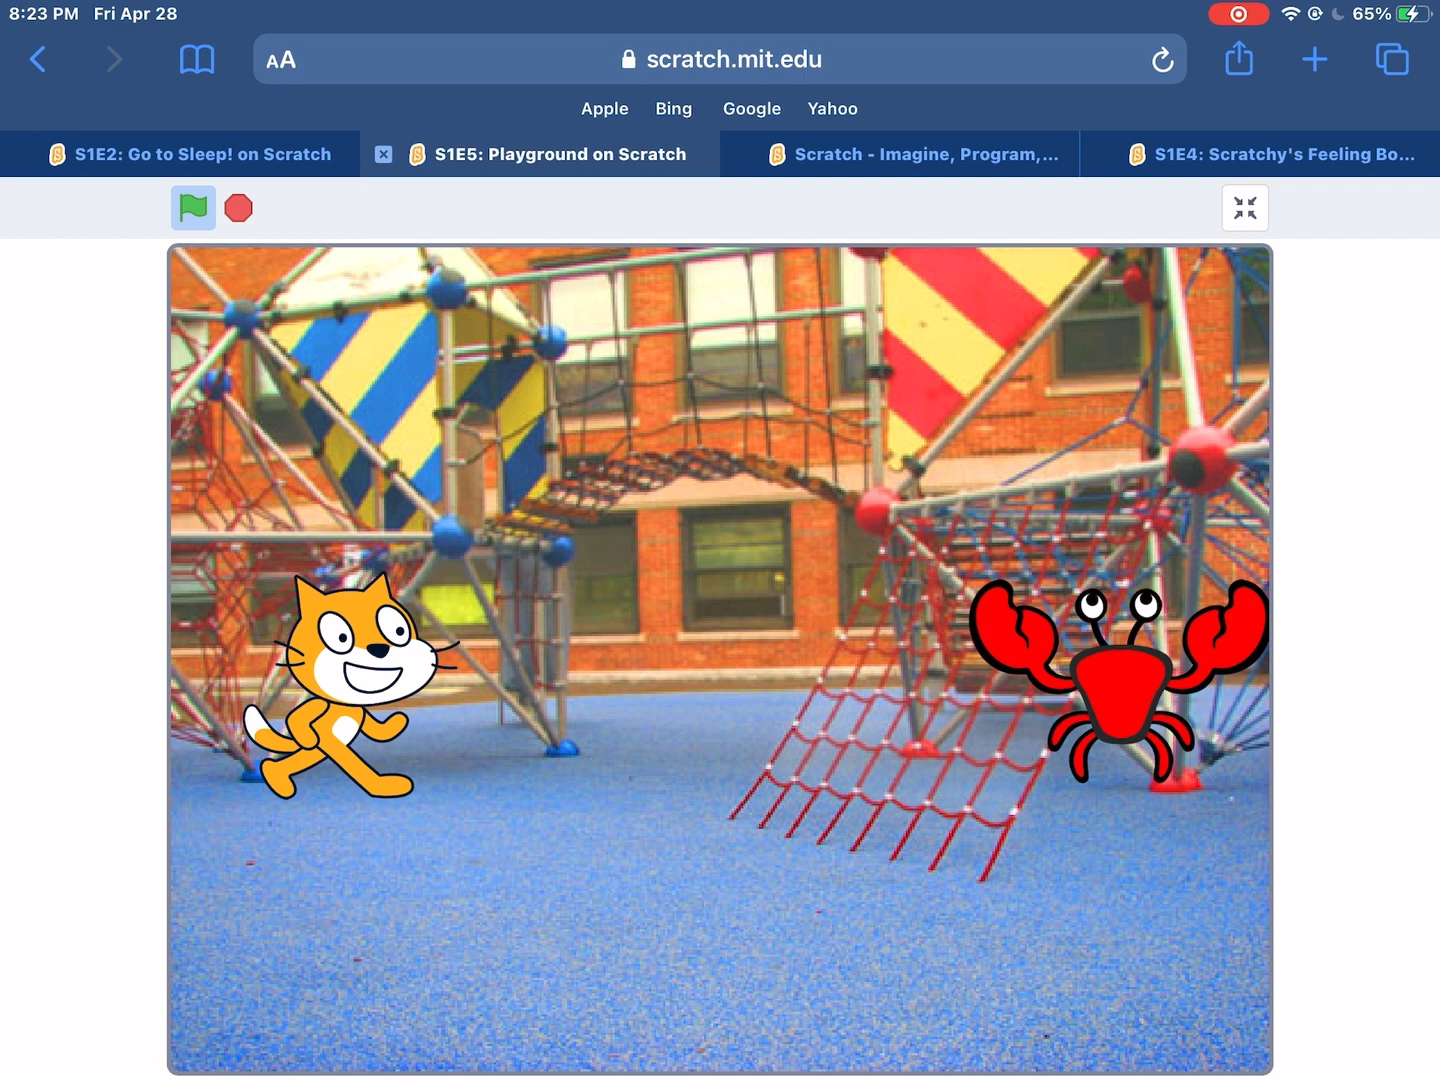 8:23 PM Fri Apr 28
65%
AA scratch.mit.edu
Apple Bing Google Yahoo
S1E2: Go to Sleep! on Scratch
S1E5: Playground on Scratch
Scratch - Imagine, Program,...
S1E4: Scratchy's Feeling Bo...